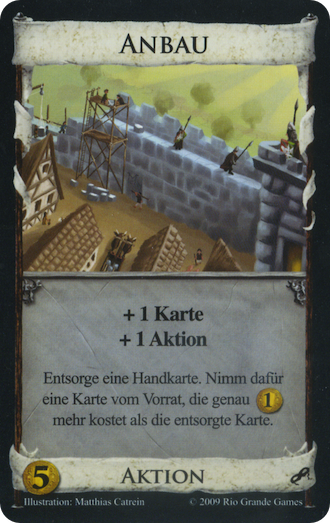 ANBAU
+ 1 Karte
+ 1 Aktion
Entsorge eine Handkarte. Nimm dafür
eine Karte vom Vorrat, die genau 1
mehr kostet als die entsorgte Karte.
5 AKTION
Illustration: Matthias Catrein © 2009 Rio Grande Games